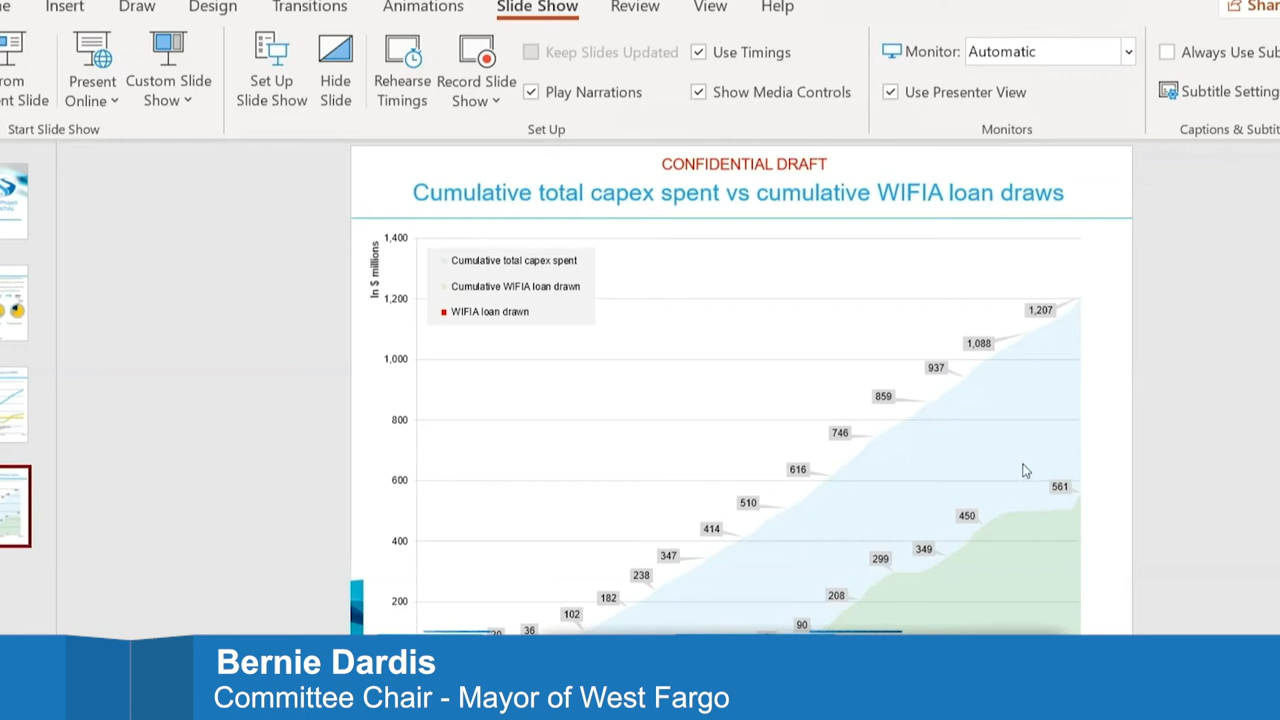 Insert Draw Design Transitions Animations Slide Show Review View Help
Present Online
Custom Slide Show
Set Up Slide Show
Hide Slide
Rehearse Timings
Record Slide Show
Keep Slides Updated
Use Timings
Play Narrations
Show Media Controls
Monitor: Automatic
Use Presenter View
Always Use
Start Slide Show
Set Up
Monitors
CONFIDENTIAL DRAFT
Cumulative total capex spent vs cumulative WIFIA loan draws
In $ millions
1,400
1,200
1,000
800
600
400
200
Cumulative total capex spent
Cumulative WIFIA loan drawn
WIFIA loan drawn
36
102
182
238
347
414
510
616
746
859
937
1,088
1,207
90
208
299
349
450
561
Bernie Dardis
Committee Chair - Mayor of West Fargo